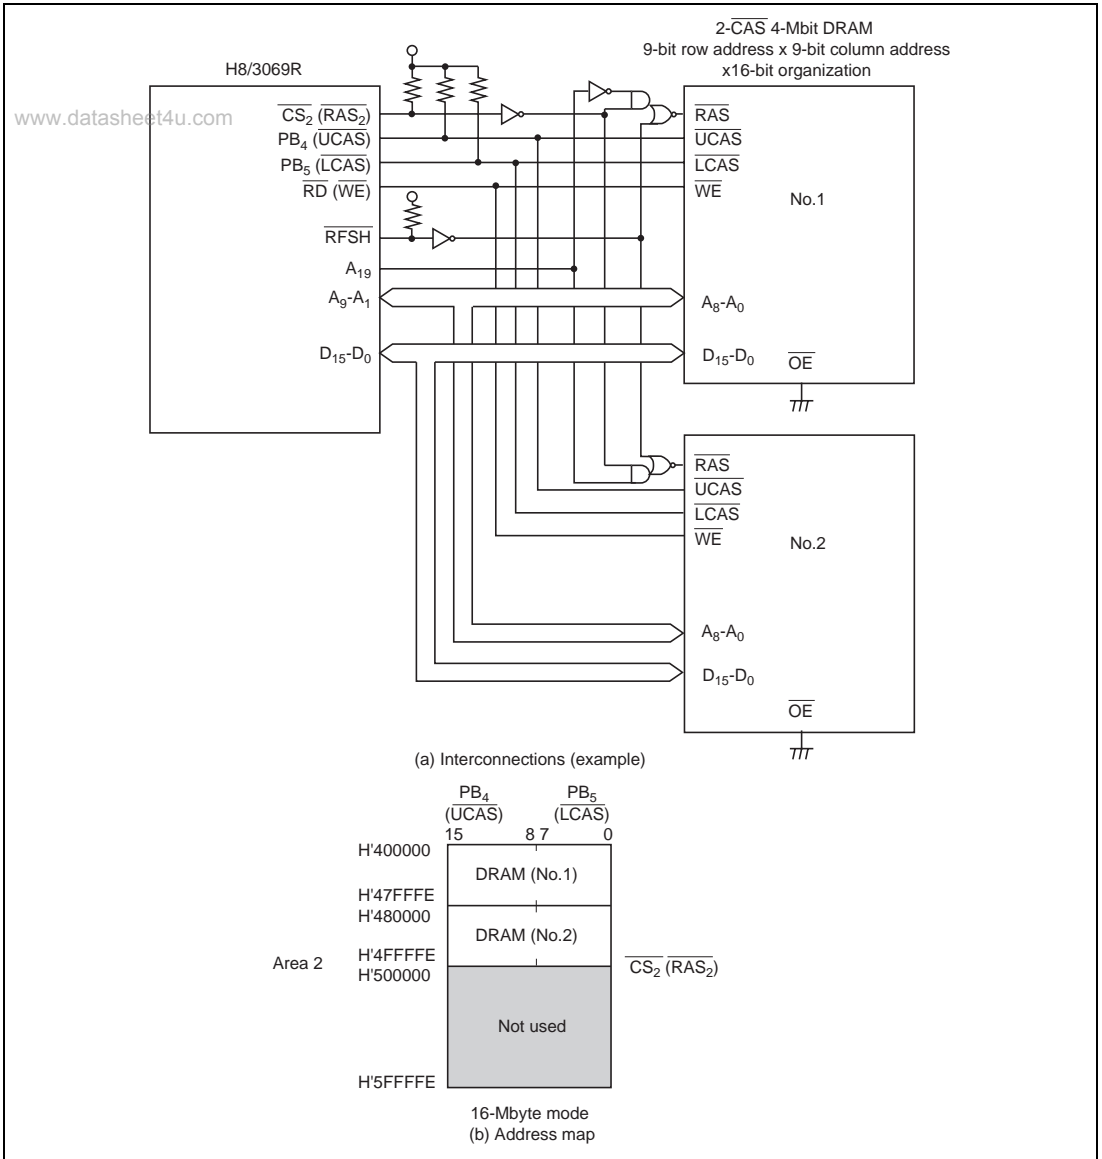 2-CAS 4-Mbit DRAM
9-bit row address x 9-bit column address
x16-bit organization
H8/3069R
www.datasheet4u.com
CS2 (RAS2)
PB4 (UCAS)
PB5 (LCAS)
RD (WE)
RFSH
A19
A9-A1
D15-D0
RAS
UCAS
LCAS
WE
No.1
A8-A0
D15-D0
OE
RAS
UCAS
LCAS
WE
No.2
A8-A0
D15-D0
OE
(a) Interconnections (example)
PB4 (UCAS)
PB5 (LCAS)
15 8 7 0
H'400000
DRAM (No.1)
H'47FFFE
H'480000
DRAM (No.2)
H'4FFFFE
Area 2
CS2 (RAS2)
H'500000
Not used
H'5FFFFE
16-Mbyte mode
(b) Address map